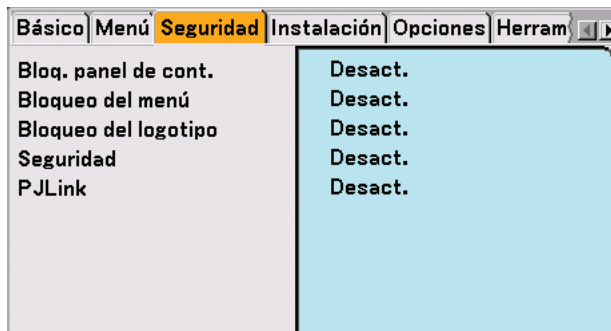 Básico Menú Seguridad Instalación Opciones Herram
Bloq. panel de cont. Desact.
Bloqueo del menú Desact.
Bloqueo del logotipo Desact.
Seguridad Desact.
PJLink Desact.